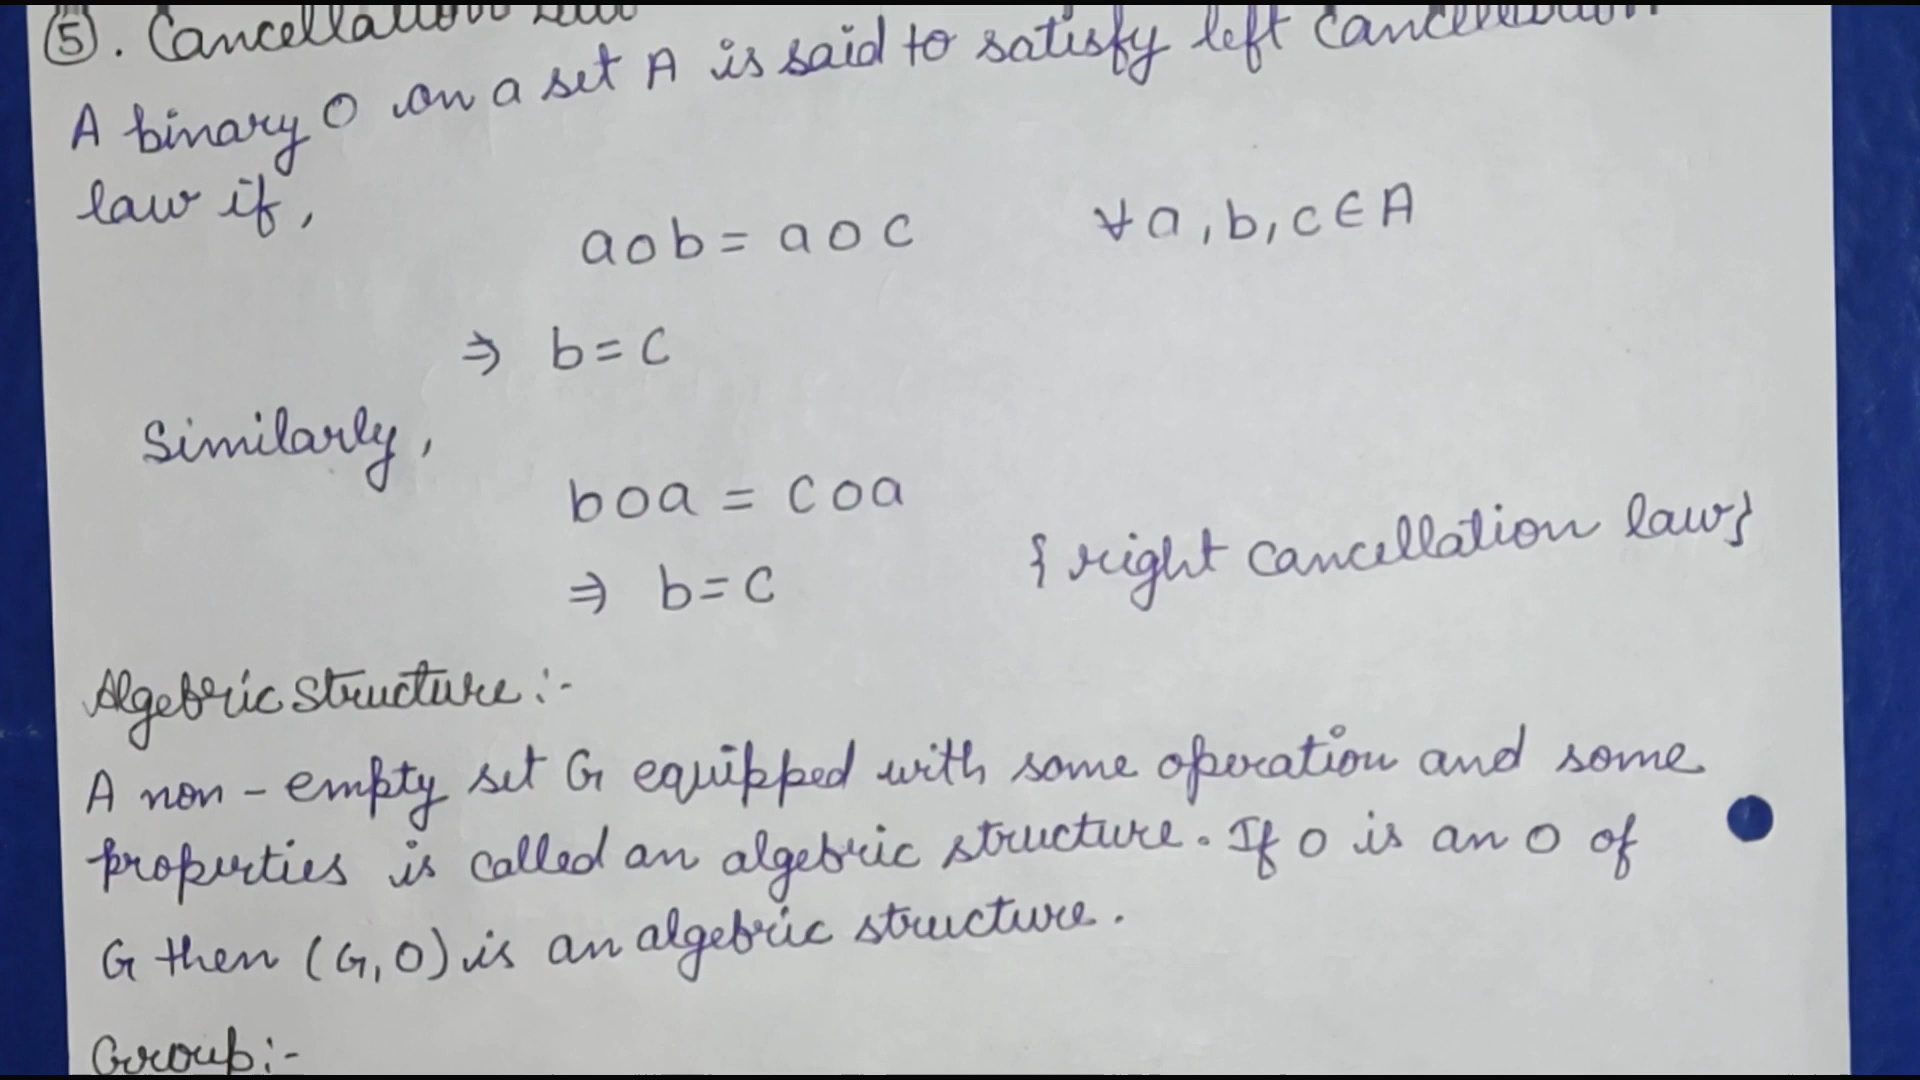 ⑤. Cancellation Law
A binary O on a set A is said to satisfy left cancellation
law if,
aob = aoc ∀ a, b, c ∈ A
⇒ b = c
Similarly,
boa = coa
⇒ b = c {right cancellation law}
Algebric structure :-
A non-empty set G equipped with some operation and some
properties is called an algebric structure. If O is an O of
G then (G, O) is an algebric structure.
Group :-